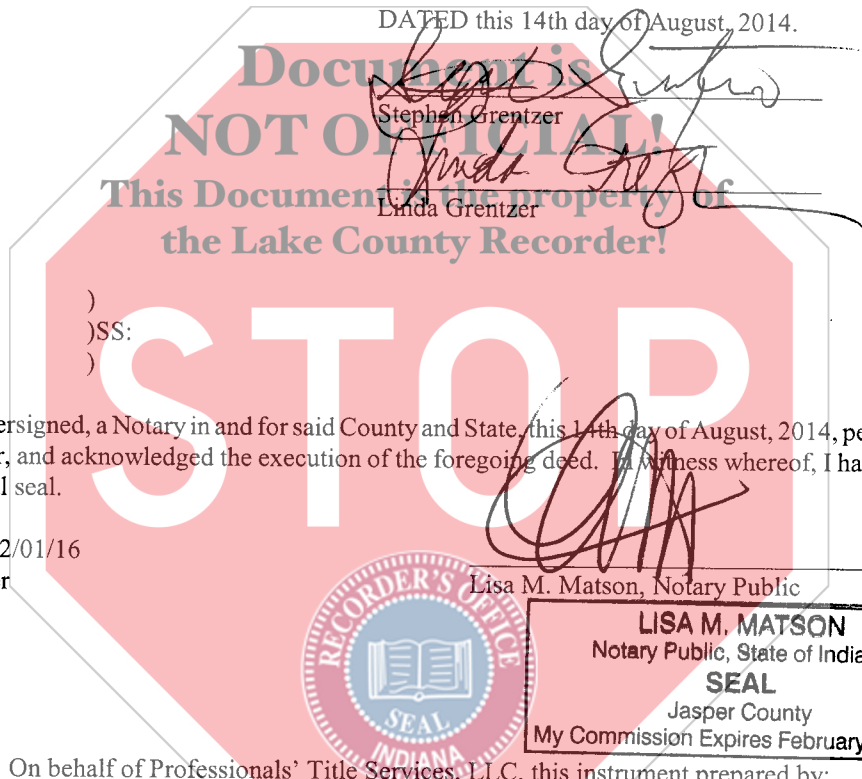 DATED this 14th day of August, 2014.
Document is
Stephen Grentzer
NOT OFFICIAL!
This Document is the property of
Linda Grentzer
the Lake County Recorder!
)
)SS:
)
STOP
ersigned, a Notary in and for said County and State, this 14th day of August, 2014, pe
r, and acknowledged the execution of the foregoing deed. In witness whereof, I ha
l seal.
2/01/16
r
Lisa M. Matson, Notary Public
RECORDER'S OFFICE
SEAL
INDIANA
LISA M. MATSON
Notary Public, State of India
SEAL
Jasper County
My Commission Expires February
On behalf of Professionals' Title Services, LLC, this instrument prepared by: